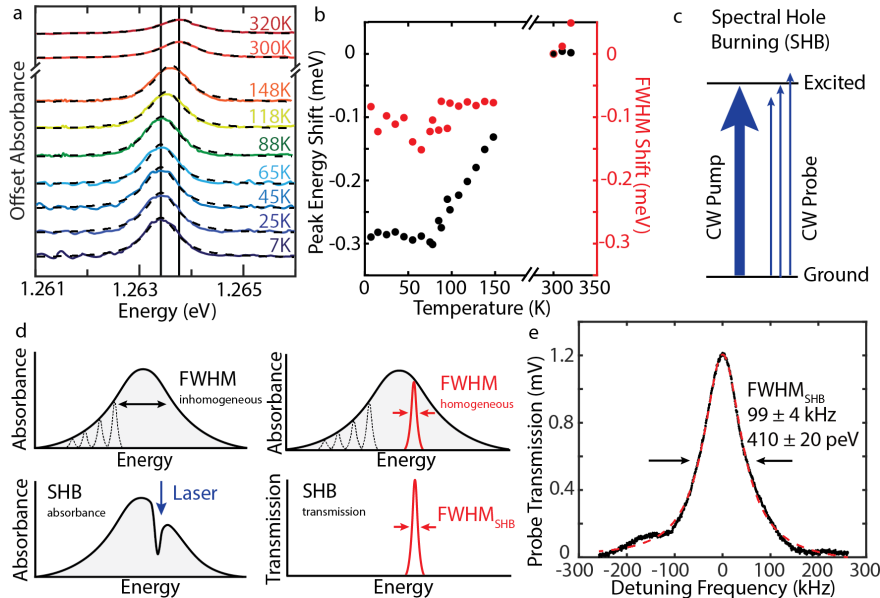 a
320K
300K
148K
118K
88K
65K
45K
25K
7K
Offset Absorbance
1.261
1.263
1.265
Energy (eV)
b
0
-0.1
-0.2
-0.3
Peak Energy Shift (meV)
0
-0.1
-0.2
-0.3
FWHM Shift (meV)
0
50
100
150
300
350
Temperature (K)
c
Spectral Hole
Burning (SHB)
Excited
CW Pump
CW Probe
Ground
d
Absorbance
FWHM
inhomogeneous
Energy
Absorbance
FWHM
homogeneous
Energy
Absorbance
SHB
absorbance
Laser
Energy
Transmission
SHB
transmission
FWHMSHB
Energy
e
Probe Transmission (mV)
1.2
0.8
0.4
0
FWHMSHB
99 ± 4 kHz
410 ± 20 peV
-300
-200
-100
0
100
200
300
Detuning Frequency (kHz)